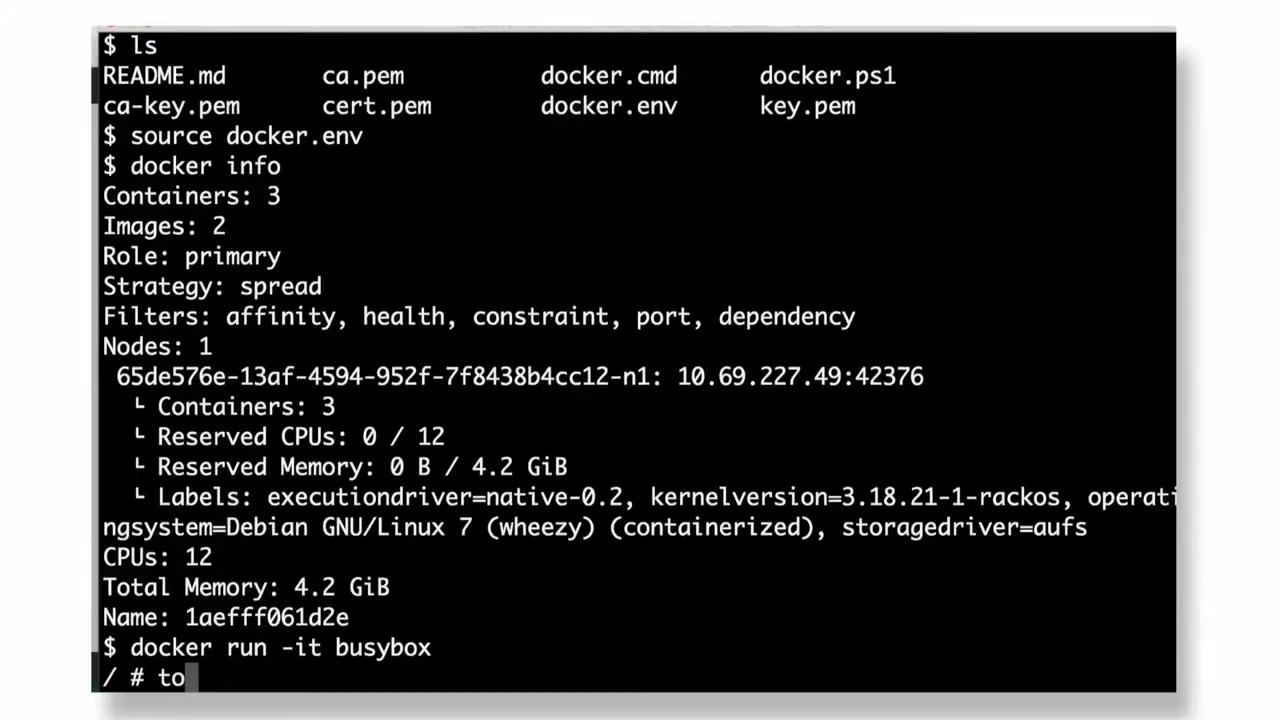 $ ls
README.md ca.pem docker.cmd docker.ps1
ca-key.pem cert.pem docker.env key.pem
$ source docker.env
$ docker info
Containers: 3
Images: 2
Role: primary
Strategy: spread
Filters: affinity, health, constraint, port, dependency
Nodes: 1
65de576e-13af-4594-952f-7f8438b4cc12-n1: 10.69.227.49:42376
└ Containers: 3
└ Reserved CPUs: 0 / 12
└ Reserved Memory: 0 B / 4.2 GiB
└ Labels: executiondriver=native-0.2, kernelversion=3.18.21-1-rackos, operati
ngsystem=Debian GNU/Linux 7 (wheezy) (containerized), storagedriver=aufs
CPUs: 12
Total Memory: 4.2 GiB
Name: 1aefff061d2e
$ docker run -it busybox
/ # to